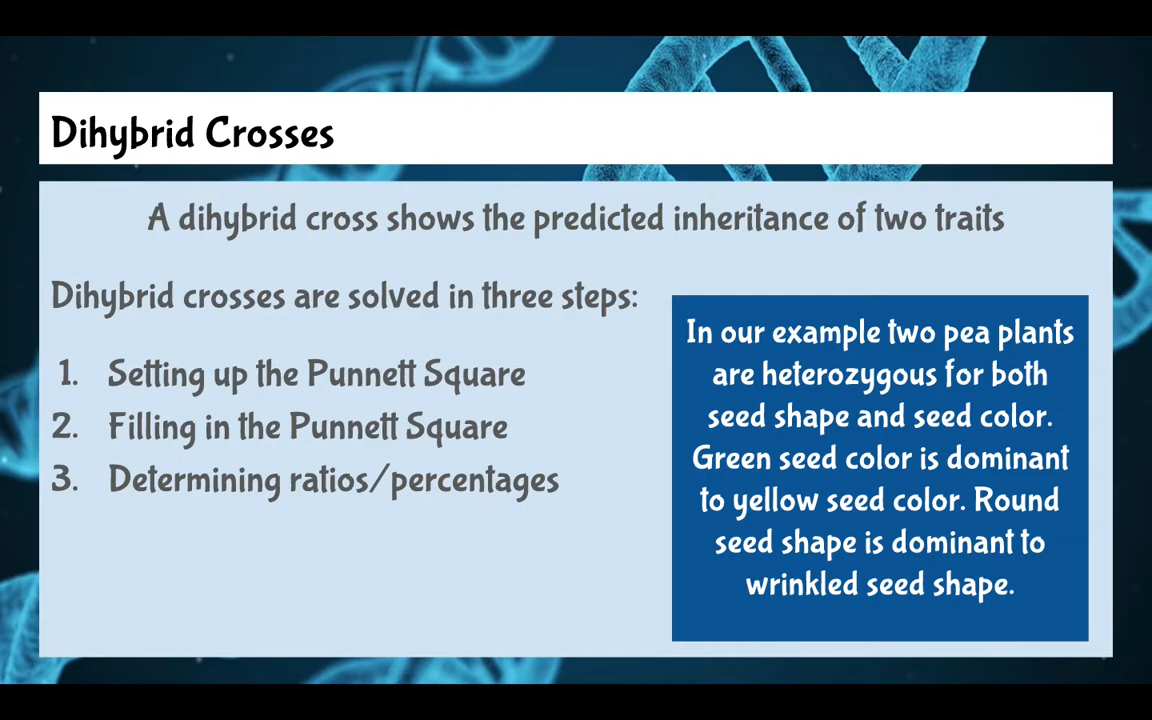 Dihybrid Crosses
A dihybrid cross shows the predicted inheritance of two traits
Dihybrid crosses are solved in three steps:
1. Setting up the Punnett Square
2. Filling in the Punnett Square
3. Determining ratios/percentages
In our example two pea plants
are heterozygous for both
seed shape and seed color.
Green seed color is dominant
to yellow seed color. Round
seed shape is dominant to
wrinkled seed shape.